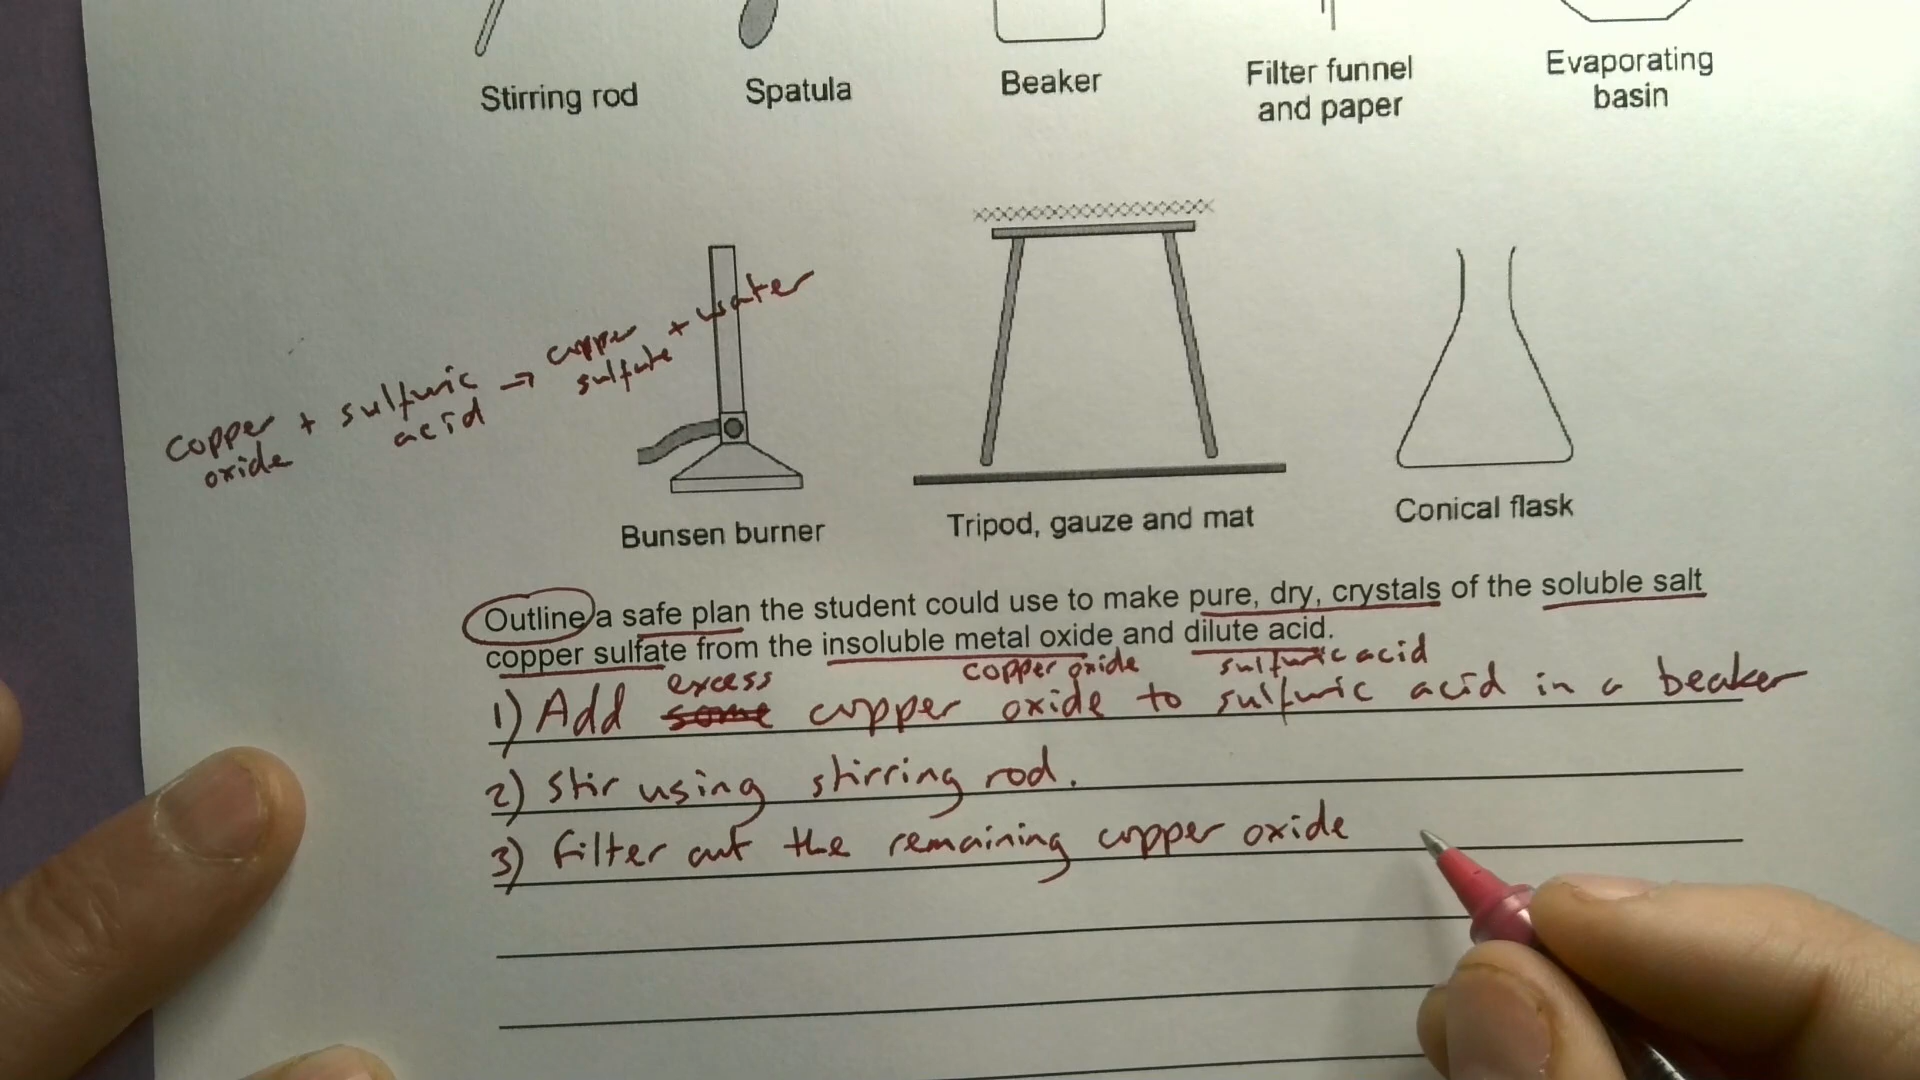 Stirring rod
Spatula
Beaker
Filter funnel
and paper
Evaporating
basin
copper + sulfuric → copper + water
oxide acid sulfate
Bunsen burner
Tripod, gauze and mat
Conical flask
Outline a safe plan the student could use to make pure, dry, crystals of the soluble salt
copper sulfate from the insoluble metal oxide and dilute acid.
copper oxide sulfuric acid
excess
1) Add some copper oxide to sulfuric acid in a beaker
2) Stir using stirring rod.
3) Filter out the remaining copper oxide